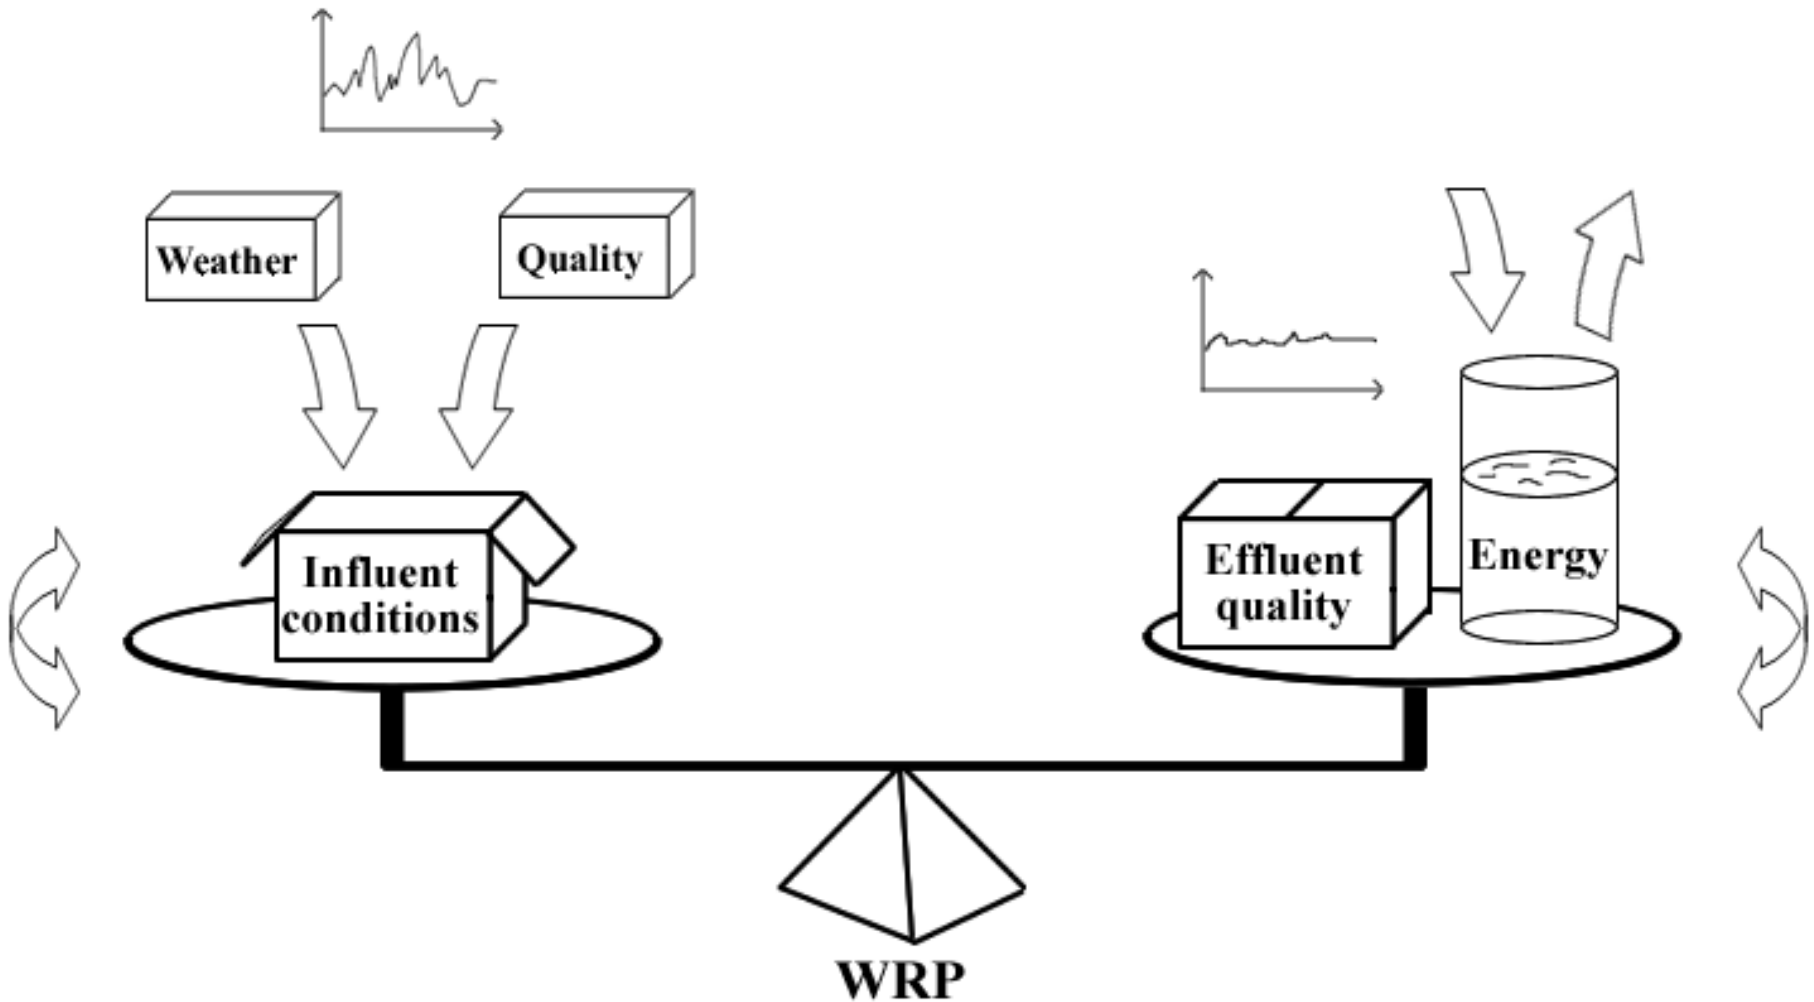 Weather
Quality
Influent
conditions
Effluent
quality
Energy
WRP